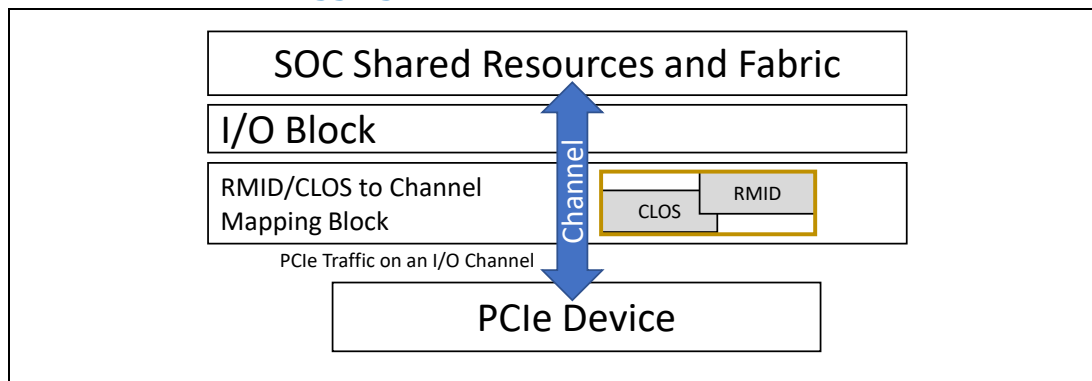 SOC Shared Resources and Fabric
I/O Block
Channel
RMID/CLOS to Channel
Mapping Block
CLOS
RMID
PCIe Traffic on an I/O Channel
PCIe Device